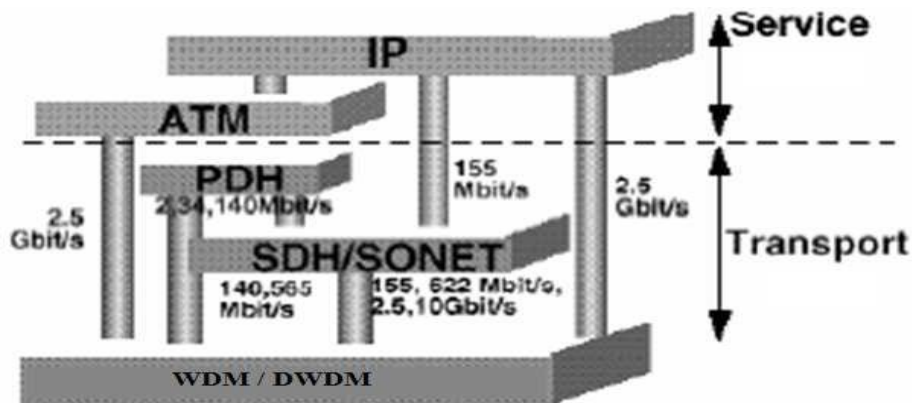 Service
IP
ATM
PDH
2,34,140Mbit/s
155
Mbit/s
2.5
Gbit/s
2.5
Gbit/s
Transport
SDH/SONET
140,565
Mbit/s
155, 622 Mbit/s,
2.5,10Gbit/s
WDM / DWDM